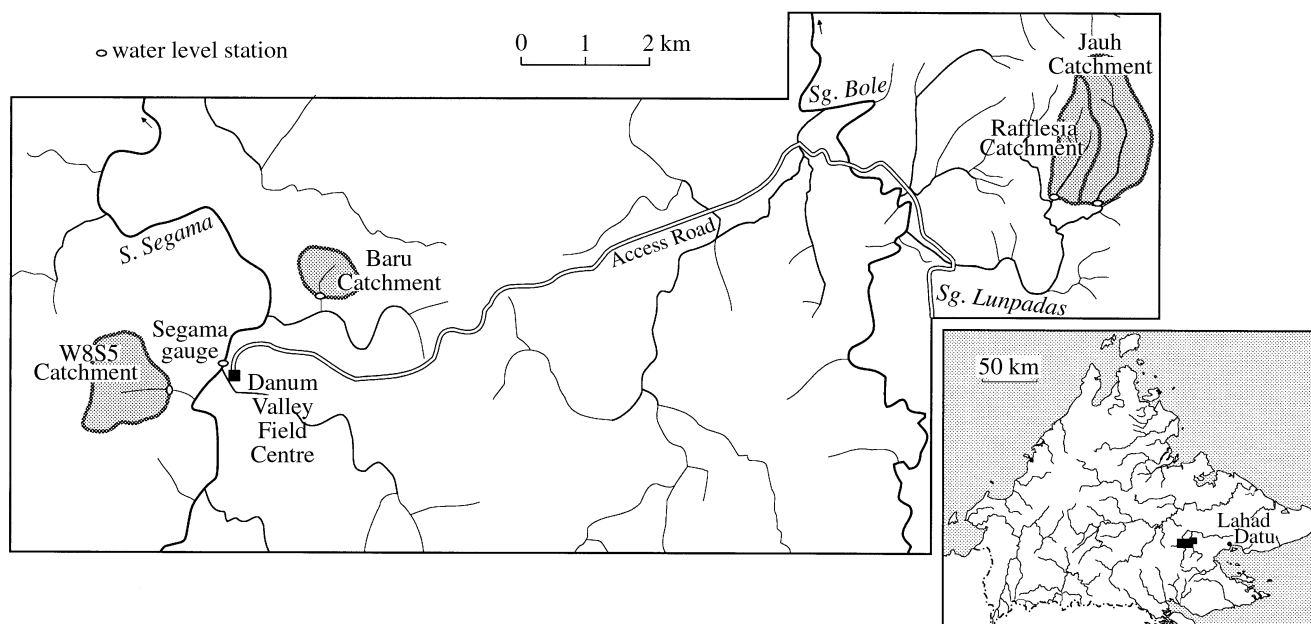 water level station
0 1 2 km
Jauh
Catchment
Sg. Bole
Rafflesia
Catchment
S. Segama
Access Road
Baru
Catchment
Sg. Lunpadas
Segama
gauge
W8S5
Catchment
Danum
Valley
Field
Centre
50 km
Lahad
Datu